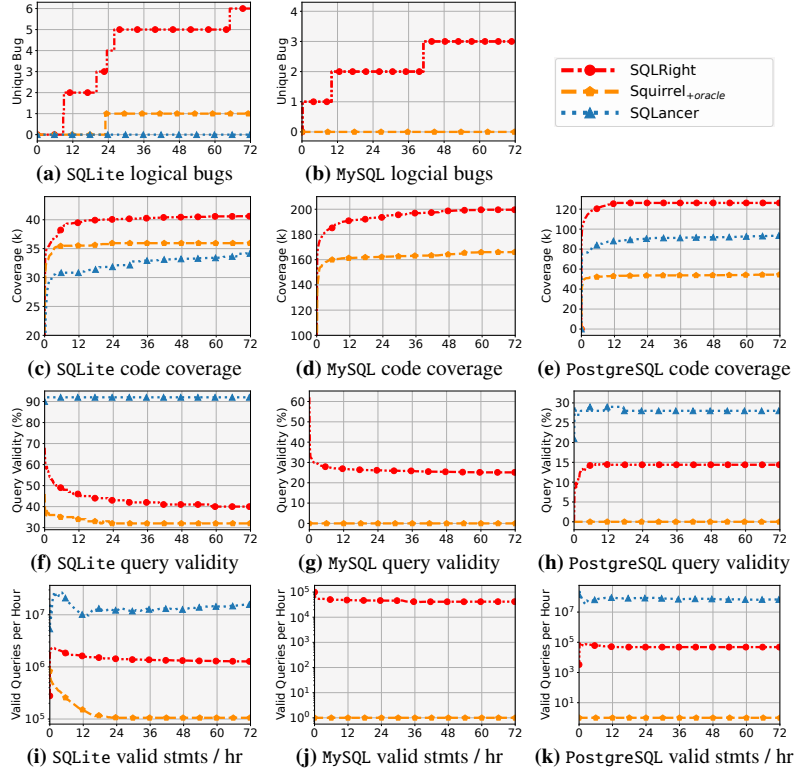 Unique Bug
6
5
4
3
2
1
0
0 12 24 36 48 60 72
(a) SQLite logical bugs
Unique Bug
4
3
2
1
0
0 12 24 36 48 60 72
(b) MySQL logcial bugs
SQLRight
Squirrel+oracle
SQLancer
Coverage (k)
40
35
30
25
20
0 12 24 36 48 60 72
(c) SQLite code coverage
Coverage (k)
200
180
160
140
120
100
0 12 24 36 48 60 72
(d) MySQL code coverage
Coverage (k)
120
100
80
60
40
20
0
0 12 24 36 48 60 72
(e) PostgreSQL code coverage
Query Validity (%)
90
80
70
60
50
40
30
0 12 24 36 48 60 72
(f) SQLite query validity
Query Validity (%)
60
50
40
30
20
10
0
0 12 24 36 48 60 72
(g) MySQL query validity
Query Validity (%)
30
25
20
15
10
5
0
0 12 24 36 48 60 72
(h) PostgreSQL query validity
Valid Queries per Hour
10^7
10^6
10^5
0 12 24 36 48 60 72
(i) SQLite valid stmts / hr
Valid Queries per Hour
10^5
10^4
10^3
10^2
10^1
10^0
0 12 24 36 48 60 72
(j) MySQL valid stmts / hr
Valid Queries per Hour
10^7
10^5
10^3
10^1
0 12 24 36 48 60 72
(k) PostgreSQL valid stmts / hr